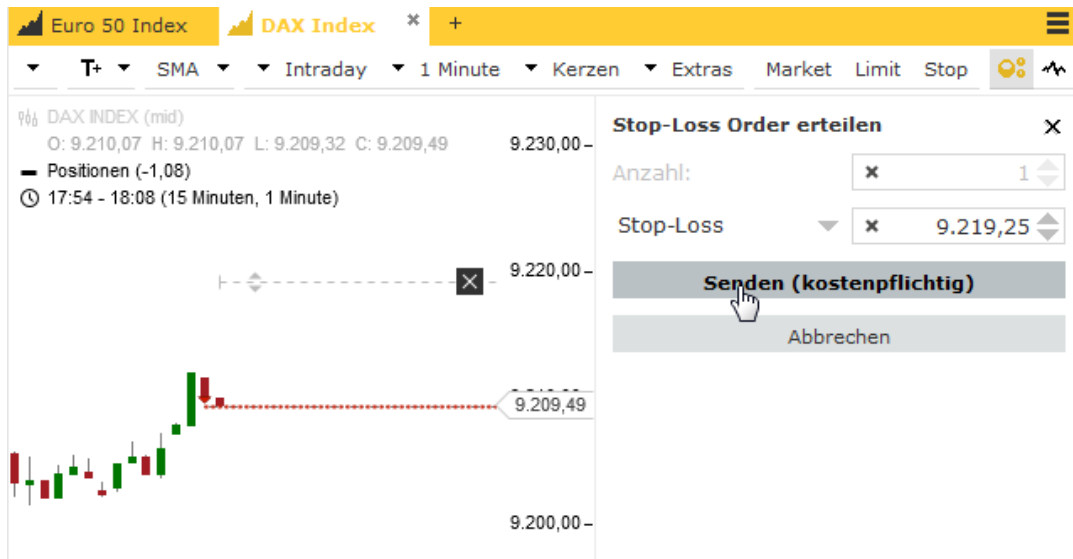 Euro 50 Index
DAX Index
+
T+ SMA Intraday 1 Minute Kerzen Extras Market Limit Stop
DAX INDEX (mid)
O: 9.210,07 H: 9.210,07 L: 9.209,32 C: 9.209,49
Positionen (-1,08)
17:54 - 18:08 (15 Minuten, 1 Minute)
9.230,00
9.220,00
9.209,49
9.200,00
Stop-Loss Order erteilen
Anzahl: 1
Stop-Loss 9.219,25
Senden (kostenpflichtig)
Abbrechen